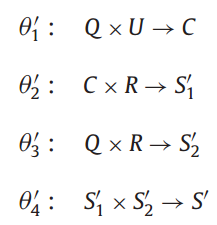 θ′₁ : Q × U → C
θ′₂ : C × R → S′₁
θ′₃ : Q × R → S′₂
θ′₄ : S′₁ × S′₂ → S′